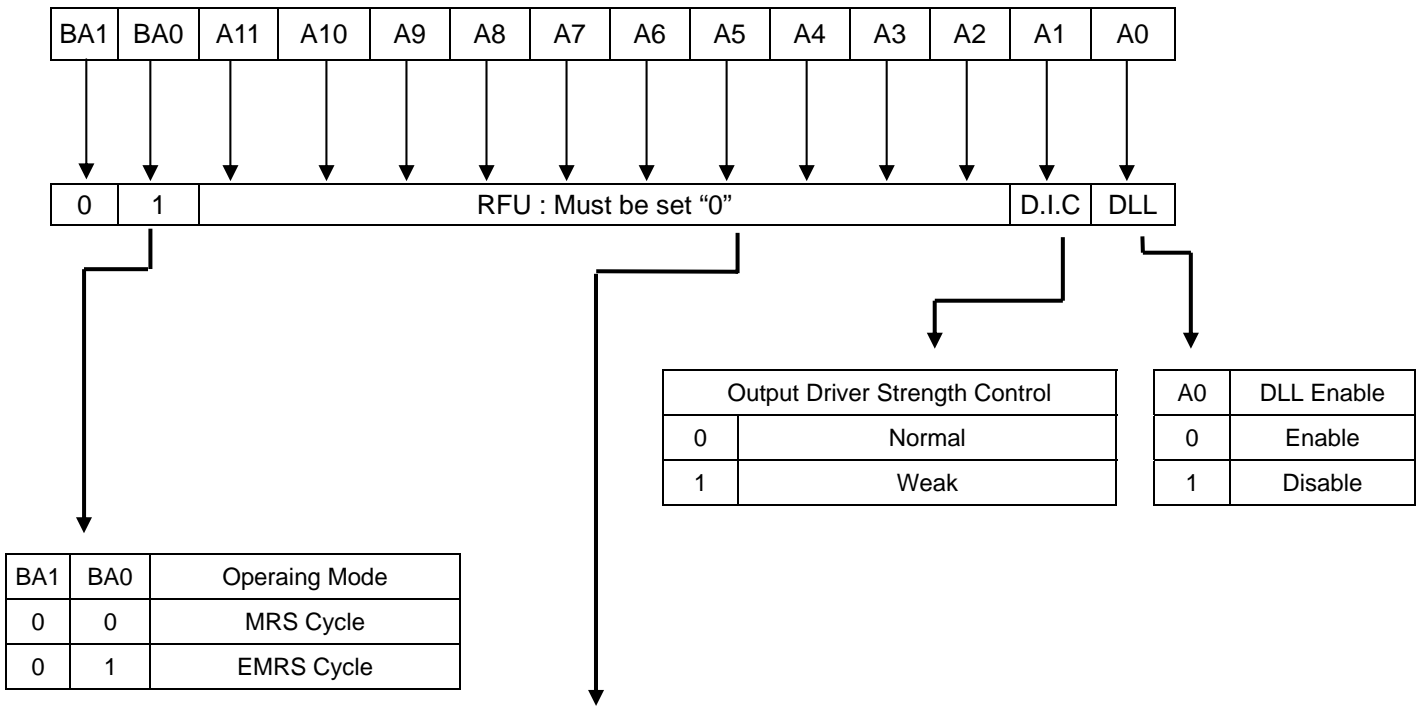 BA1 BA0 A11 A10 A9 A8 A7 A6 A5 A4 A3 A2 A1 A0
0 1 RFU : Must be set “0” D.I.C DLL
Output Driver Strength Control
0 Normal
1 Weak
A0 DLL Enable
0 Enable
1 Disable
BA1 BA0 Operaing Mode
0 0 MRS Cycle
0 1 EMRS Cycle